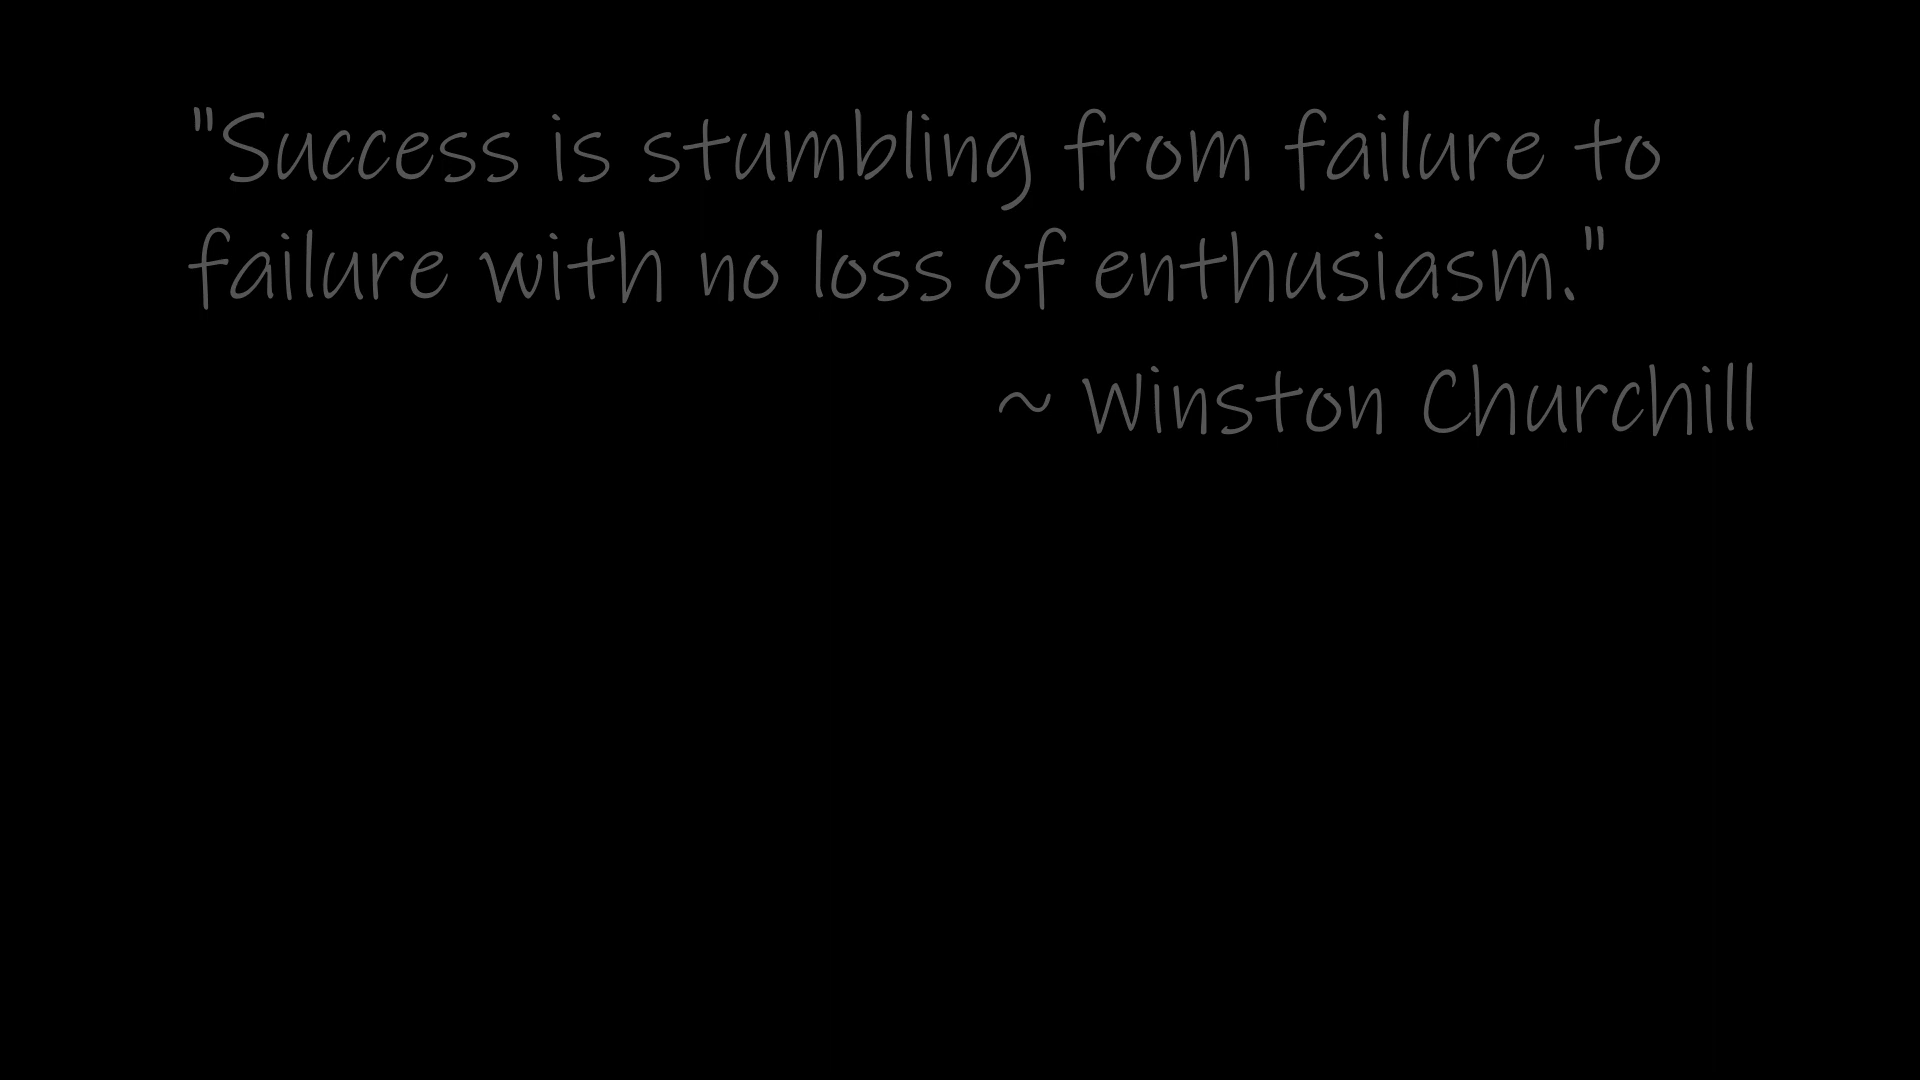 "Success is stumbling from failure to
failure with no loss of enthusiasm."
~ Winston Churchill